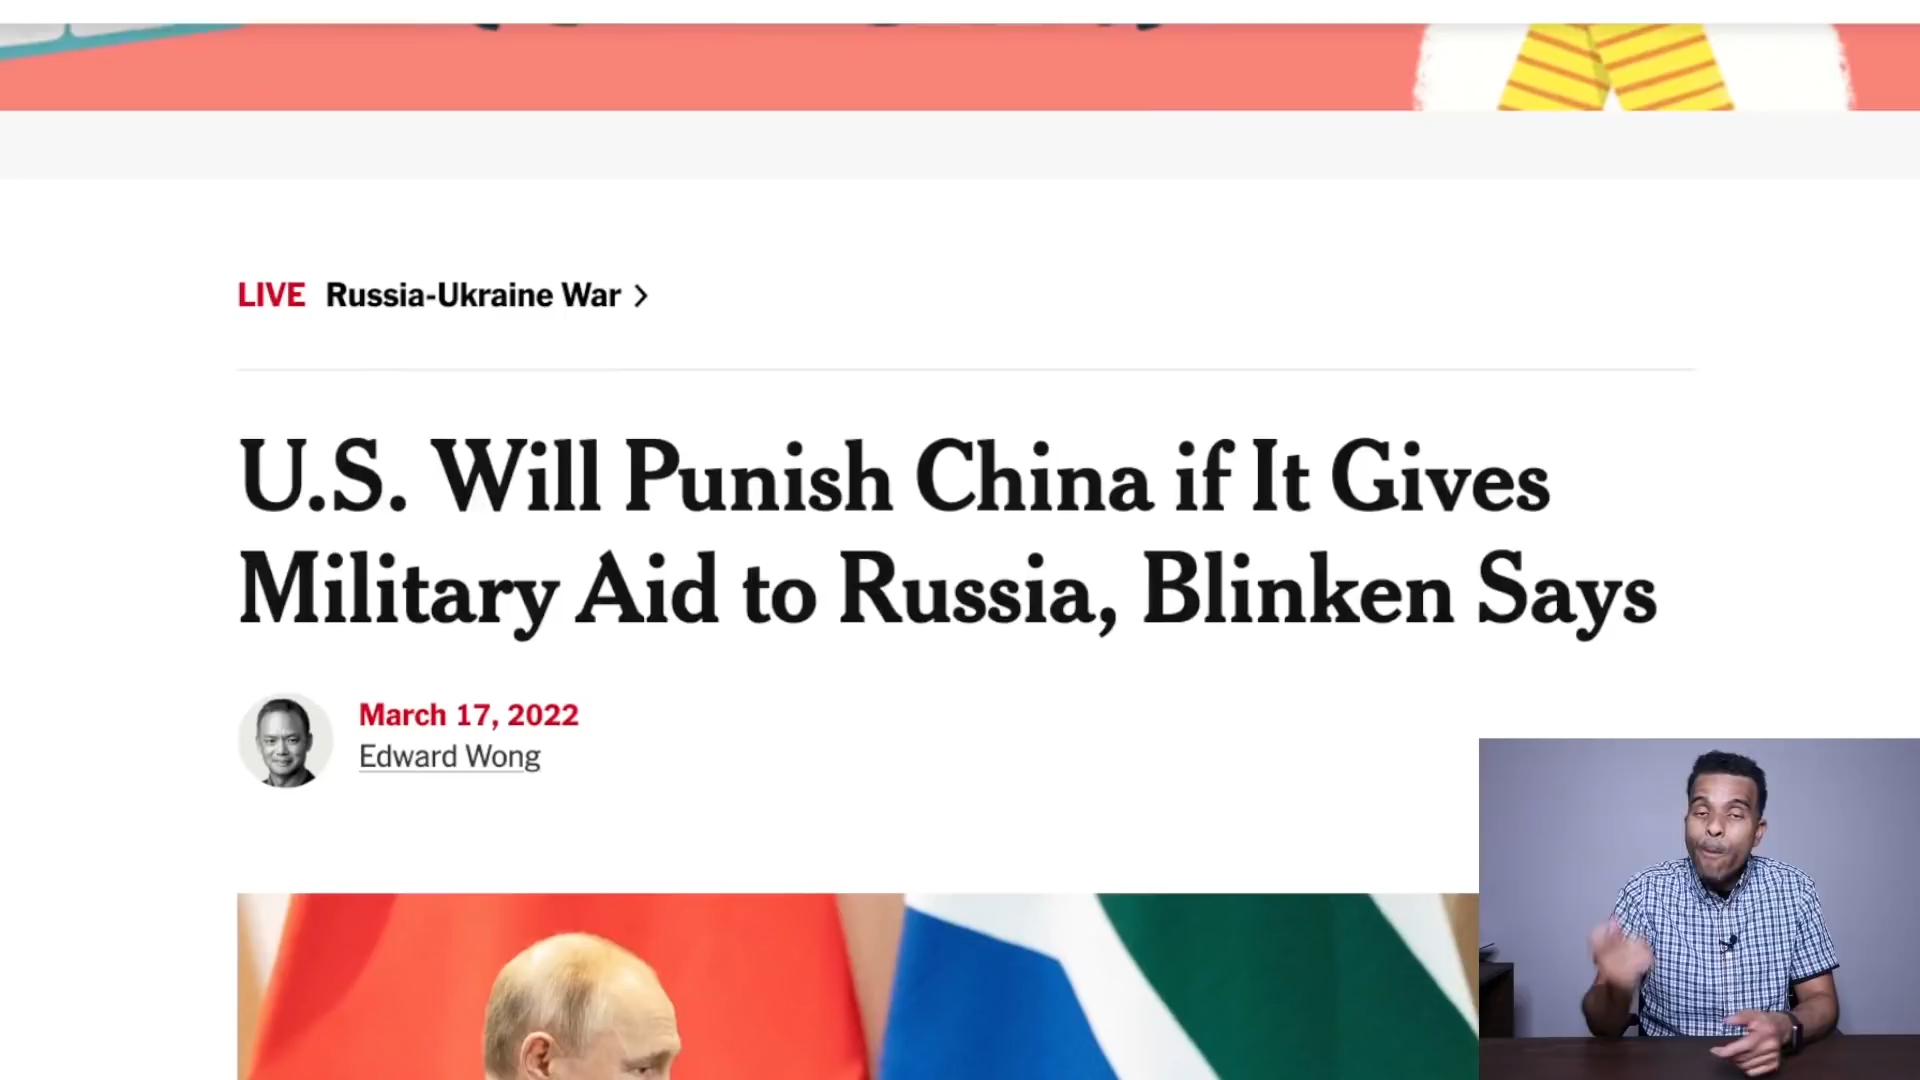 LIVE Russia-Ukraine War >
U.S. Will Punish China if It Gives
Military Aid to Russia, Blinken Says
March 17, 2022
Edward Wong